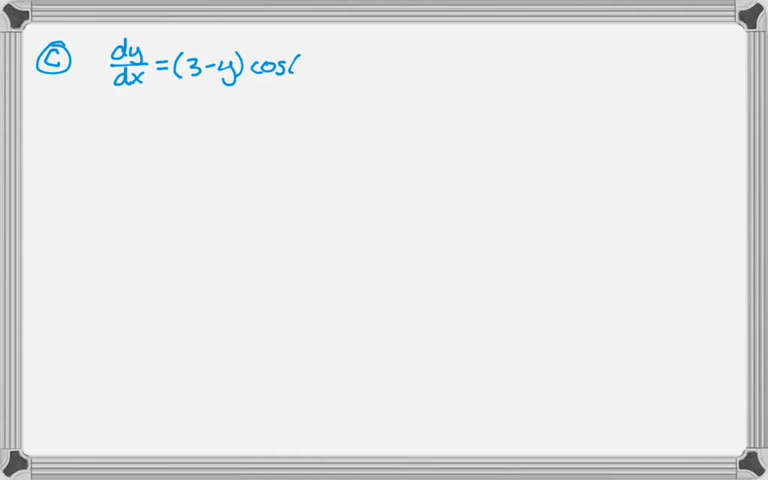 C dy/dx = (3-y) cos(